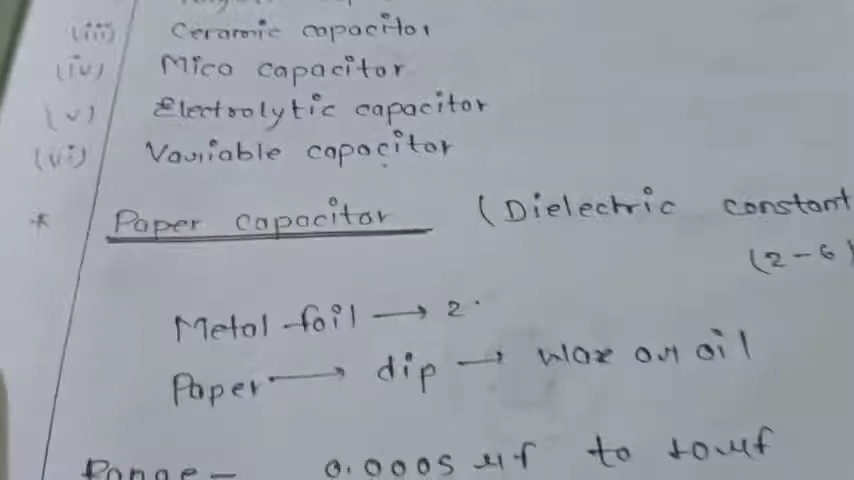 (iii) Ceramic capacitor
(iv) Mica capacitor
(v) Electrolytic capacitor
(vi) Variable capacitor
* Paper capacitor (Dielectric constant
(2-6)
Metal foil → 2
Paper → dip → wax or oil
Range - 0.0005 μf to 10μf